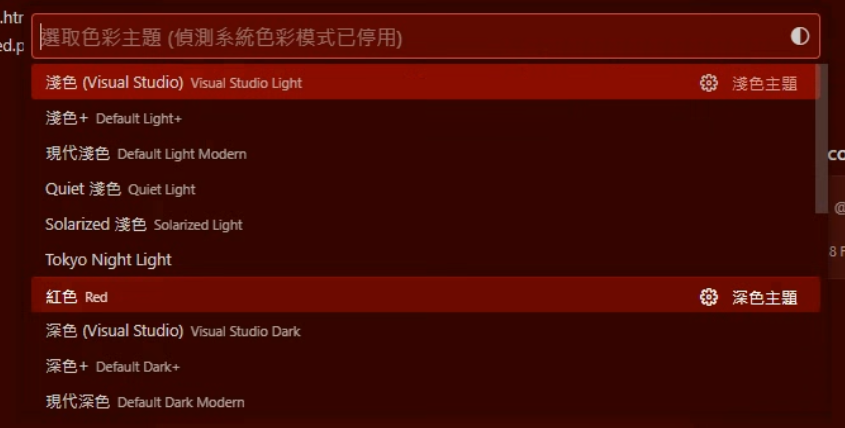 .htr
ed.p
選取色彩主題 (偵測系統色彩模式已停用)
淺色 (Visual Studio) Visual Studio Light 淺色主題
淺色+ Default Light+
現代淺色 Default Light Modern
Quiet 淺色 Quiet Light
Solarized 淺色 Solarized Light
Tokyo Night Light
紅色 Red 深色主題
深色 (Visual Studio) Visual Studio Dark
深色+ Default Dark+
現代深色 Default Dark Modern
co
@
8 F